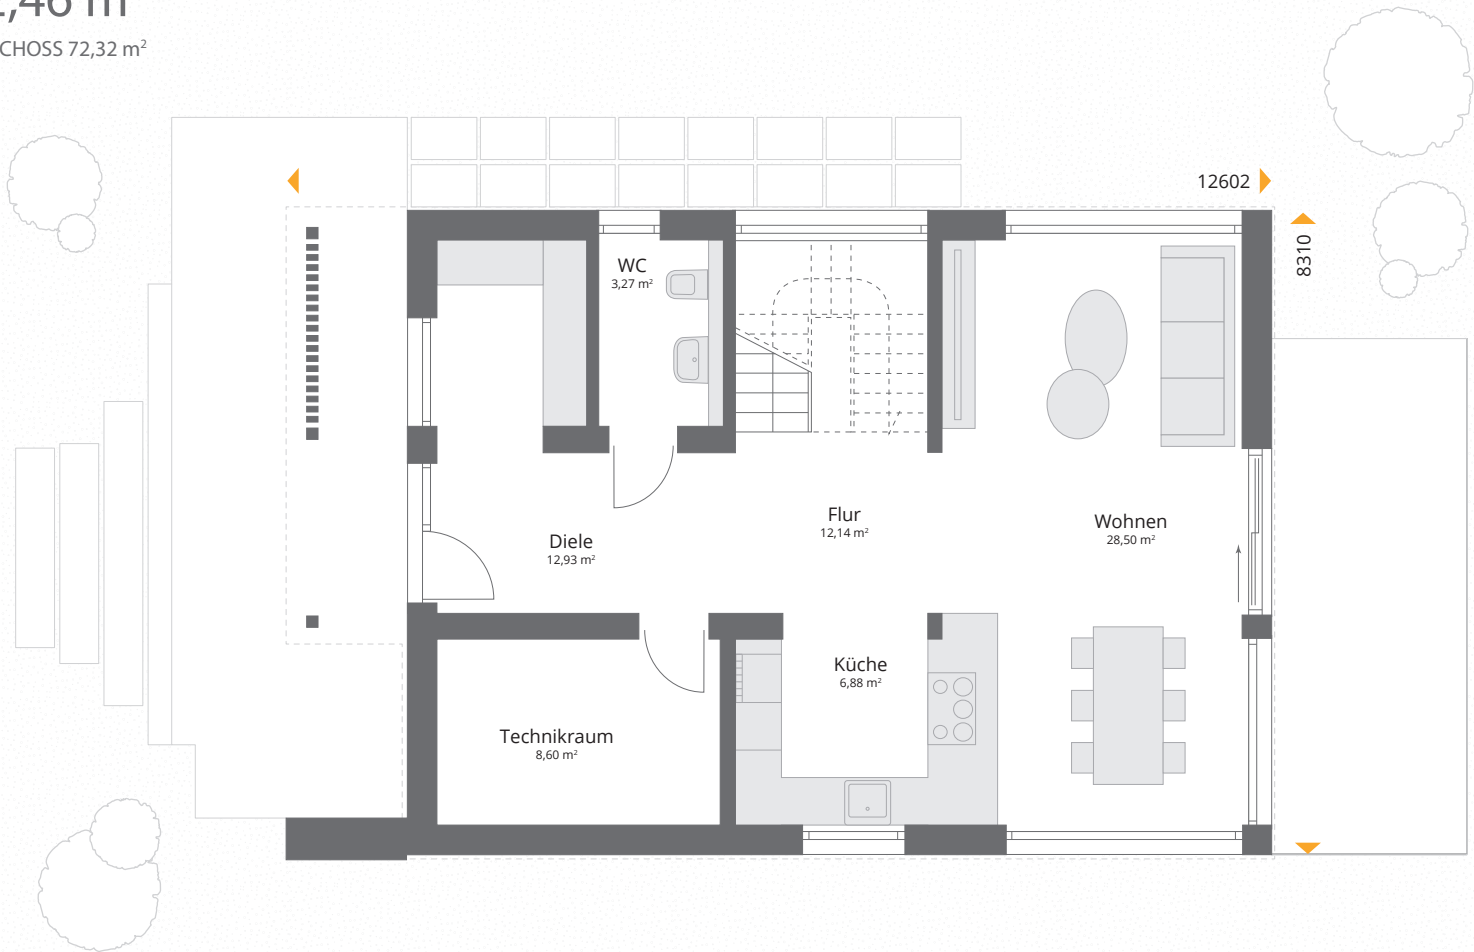 ,46 m
CHOSS 72,32 m²
12602
8310
WC
3,27 m²
Flur
12,14 m²
Wohnen
28,50 m²
Diele
12,93 m²
Küche
6,88 m²
Technikraum
8,60 m²